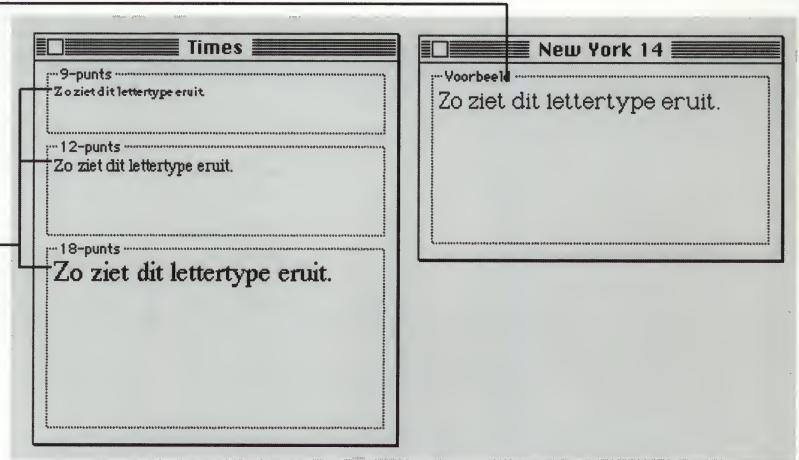 Times
9-punts
Zo ziet dit lettertype eruit.
12-punts
Zo ziet dit lettertype eruit.
18-punts
Zo ziet dit lettertype eruit.
New York 14
Voorbeeld
Zo ziet dit lettertype eruit.